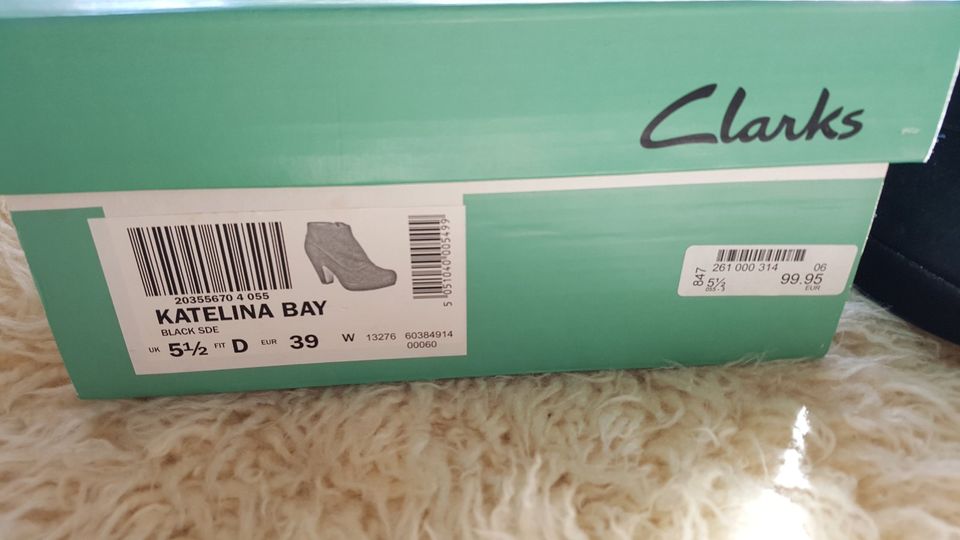 Clarks
20355670 4 055
5 051040 005499
KATELINA BAY
BLACK SDE
UK 5½ FIT D EUR 39 W 13276 60384914
00060
847 261 000 314 06
5½ 99.95
EUR